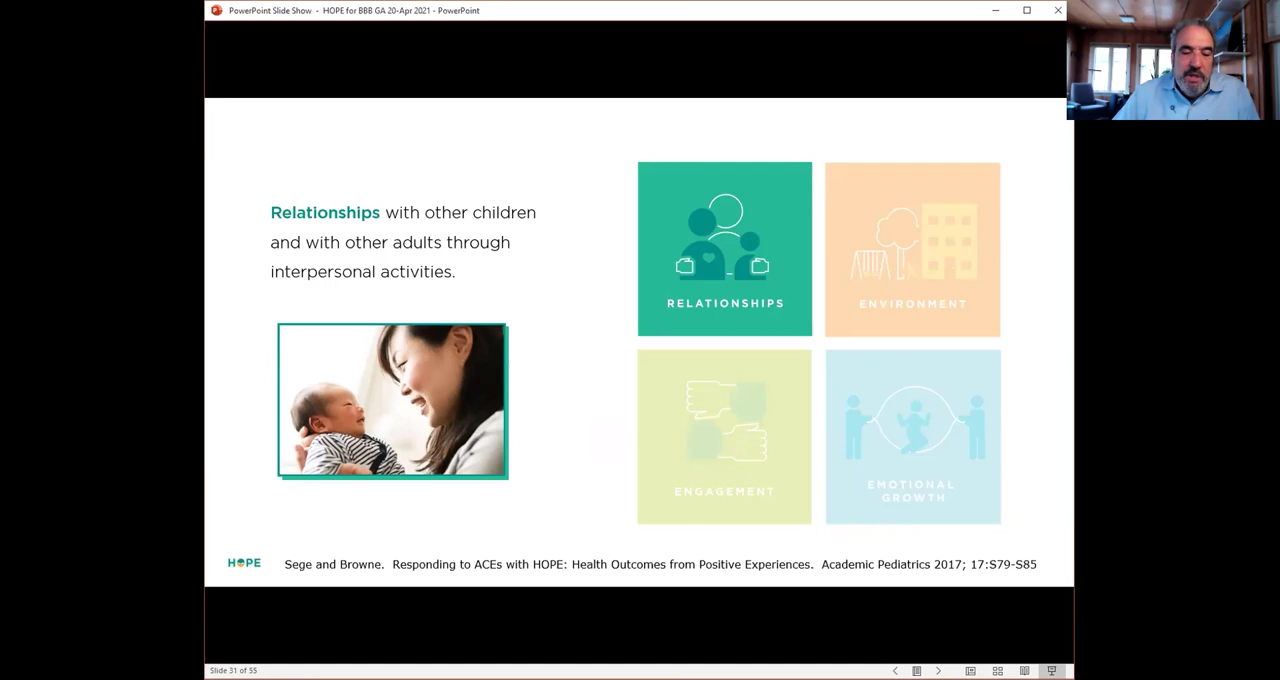 PowerPoint Slide Show - HOPE for BBB GA 20-Apr 2021 - PowerPoint
Relationships with other children
and with other adults through
interpersonal activities.
RELATIONSHIPS
ENVIRONMENT
ENGAGEMENT
EMOTIONAL
GROWTH
HOPE
Sege and Browne. Responding to ACEs with HOPE: Health Outcomes from Positive Experiences. Academic Pediatrics 2017; 17:S79-S85
Slide 31 of 55